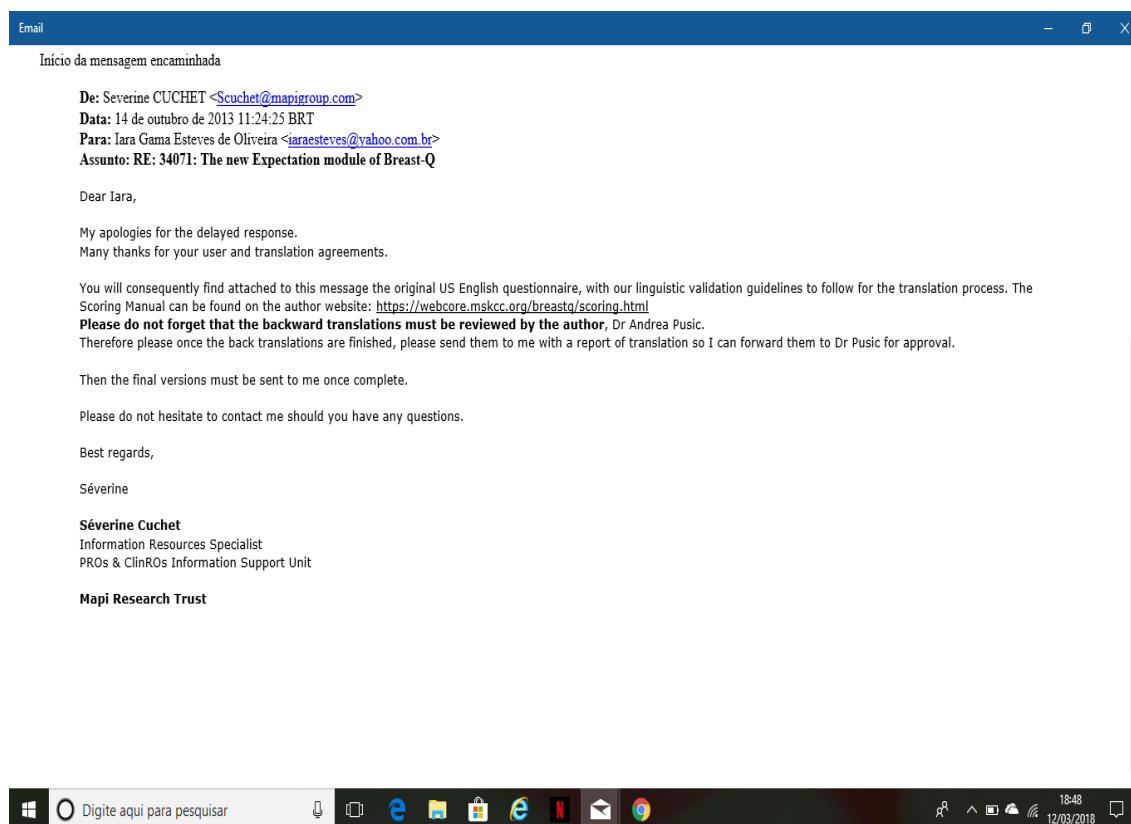 Email
Início da mensagem encaminhada
De: Severine CUCHET <Scuchet@mapigroup.com>
Data: 14 de outubro de 2013 11:24:25 BRT
Para: Iara Gama Esteves de Oliveira <iaraesteves@yahoo.com.br>
Assunto: RE: 34071: The new Expectation module of Breast-Q
Dear Iara,
My apologies for the delayed response.
Many thanks for your user and translation agreements.
You will consequently find attached to this message the original US English questionnaire, with our linguistic validation guidelines to follow for the translation process. The
Scoring Manual can be found on the author website: https://webcore.mskcc.org/breastq/scoring.html
Please do not forget that the backward translations must be reviewed by the author, Dr Andrea Pusic.
Therefore please once the back translations are finished, please send them to me with a report of translation so I can forward them to Dr Pusic for approval.
Then the final versions must be sent to me once complete.
Please do not hesitate to contact me should you have any questions.
Best regards,
Séverine
Séverine Cuchet
Information Resources Specialist
PROs & ClinROs Information Support Unit
Mapi Research Trust
Digite aqui para pesquisar
18:48
12/03/2018